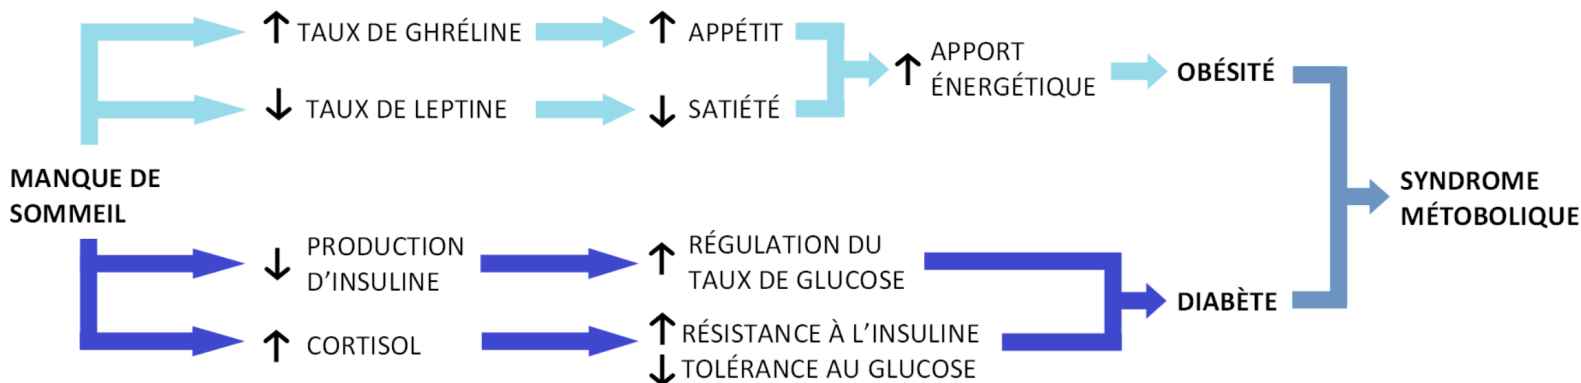 ↑ TAUX DE GHRÉLINE
↑ APPÉTIT
↓ TAUX DE LEPTINE
↓ SATIÉTÉ
↑ APPORT
ÉNERGÉTIQUE
OBÉSITÉ
MANQUE DE
SOMMEIL
↓ PRODUCTION
D’INSULINE
↑ RÉGULATION DU
TAUX DE GLUCOSE
↑ CORTISOL
↑ RÉSISTANCE À L’INSULINE
↓ TOLÉRANCE AU GLUCOSE
DIABÈTE
SYNDROME
MÉTOBOLIQUE